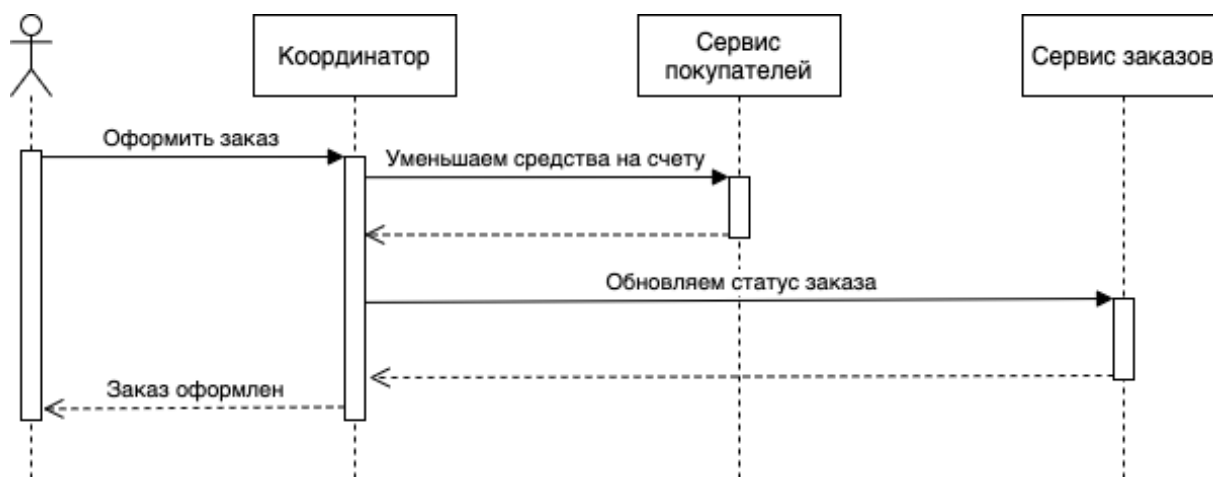 Координатор
Сервис
покупателей
Сервис заказов
Оформить заказ
Уменьшаем средства на счету
Обновляем статус заказа
Заказ оформлен